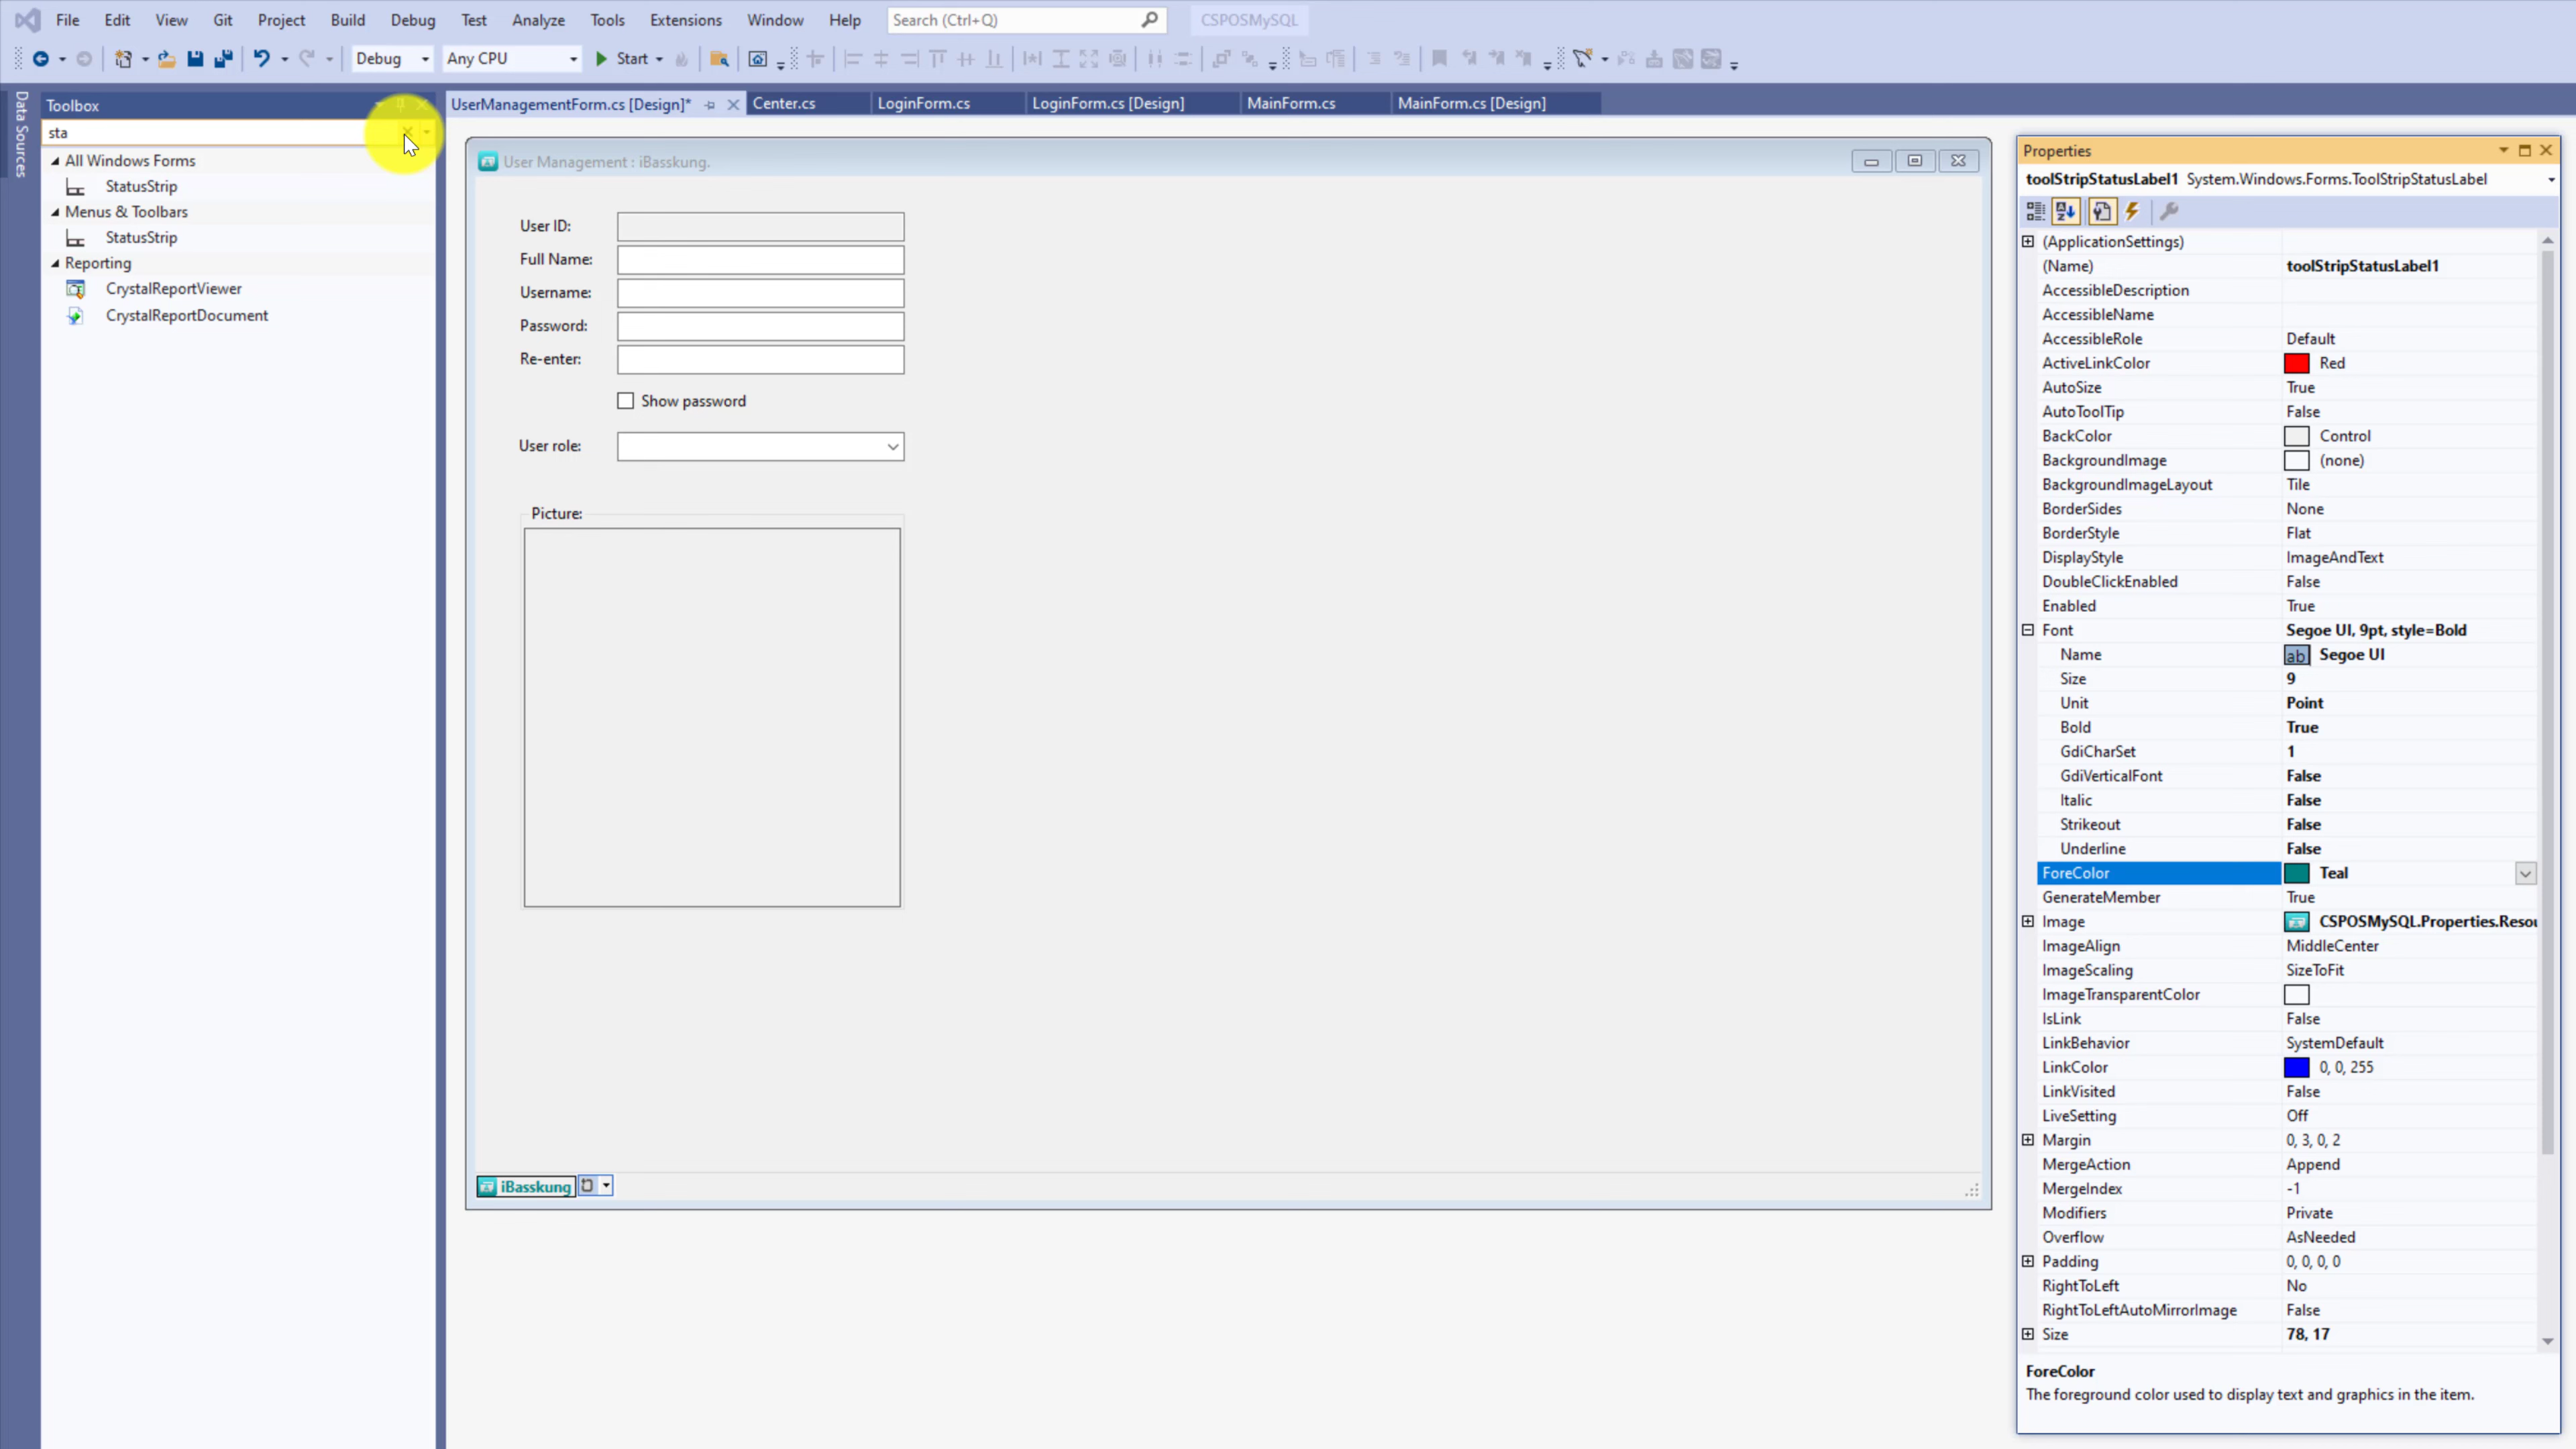 File Edit View Git Project Build Debug Test Analyze Tools Extensions Window Help Search (Ctrl+Q) CSPOSMySQL
Debug Any CPU Start
Data Sources
Toolbox
sta
All Windows Forms
StatusStrip
Menus & Toolbars
StatusStrip
Reporting
CrystalReportViewer
CrystalReportDocument
UserManagementForm.cs [Design]* Center.cs LoginForm.cs LoginForm.cs [Design] MainForm.cs MainForm.cs [Design]
User Management : iBasskung.
User ID:
Full Name:
Username:
Password:
Re-enter:
Show password
User role:
Picture:
iBasskung
Properties
toolStripStatusLabel1 System.Windows.Forms.ToolStripStatusLabel
(ApplicationSettings)
(Name) toolStripStatusLabel1
AccessibleDescription
AccessibleName
AccessibleRole Default
ActiveLinkColor Red
AutoSize True
AutoToolTip False
BackColor Control
BackgroundImage (none)
BackgroundImageLayout Tile
BorderSides None
BorderStyle Flat
DisplayStyle ImageAndText
DoubleClickEnabled False
Enabled True
Font Segoe UI, 9pt, style=Bold
Name ab Segoe UI
Size 9
Unit Point
Bold True
GdiCharSet 1
GdiVerticalFont False
Italic False
Strikeout False
Underline False
ForeColor Teal
GenerateMember True
Image CSPOSMySQL.Properties.Resou
ImageAlign MiddleCenter
ImageScaling SizeToFit
ImageTransparentColor
IsLink False
LinkBehavior SystemDefault
LinkColor 0, 0, 255
LinkVisited False
LiveSetting Off
Margin 0, 3, 0, 2
MergeAction Append
MergeIndex -1
Modifiers Private
Overflow AsNeeded
Padding 0, 0, 0, 0
RightToLeft No
RightToLeftAutoMirrorImage False
Size 78, 17
ForeColor
The foreground color used to display text and graphics in the item.